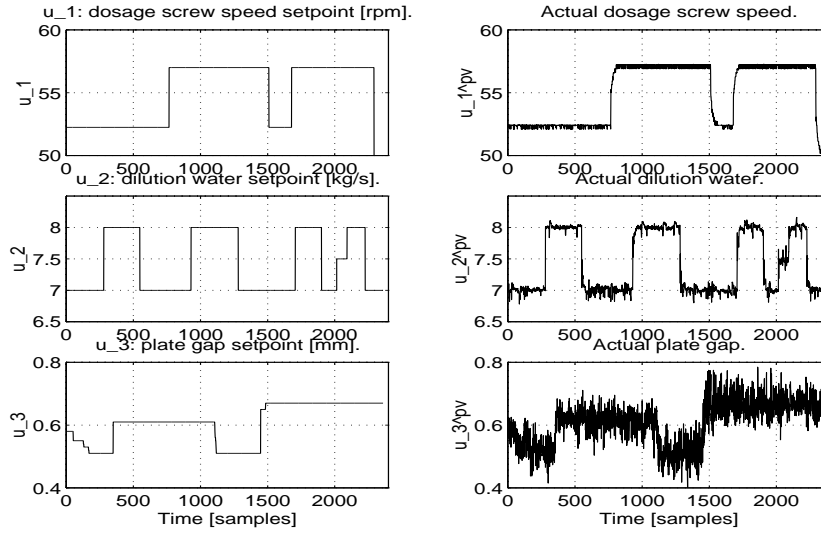 u_1: dosage screw speed setpoint [rpm].
60
55
50
u_1
0 500 1000 1500 2000
Actual dosage screw speed.
60
55
50
u_1^pv
0 500 1000 1500 2000
u_2: dilution water setpoint [kg/s].
8
7.5
7
6.5
u_2
0 500 1000 1500 2000
Actual dilution water.
8
7.5
7
6.5
u_2^pv
0 500 1000 1500 2000
u_3: plate gap setpoint [mm].
0.8
0.6
0.4
u_3
0 500 1000 1500 2000
Time [samples]
Actual plate gap.
0.8
0.6
0.4
u_3^pv
0 500 1000 1500 2000
Time [samples]